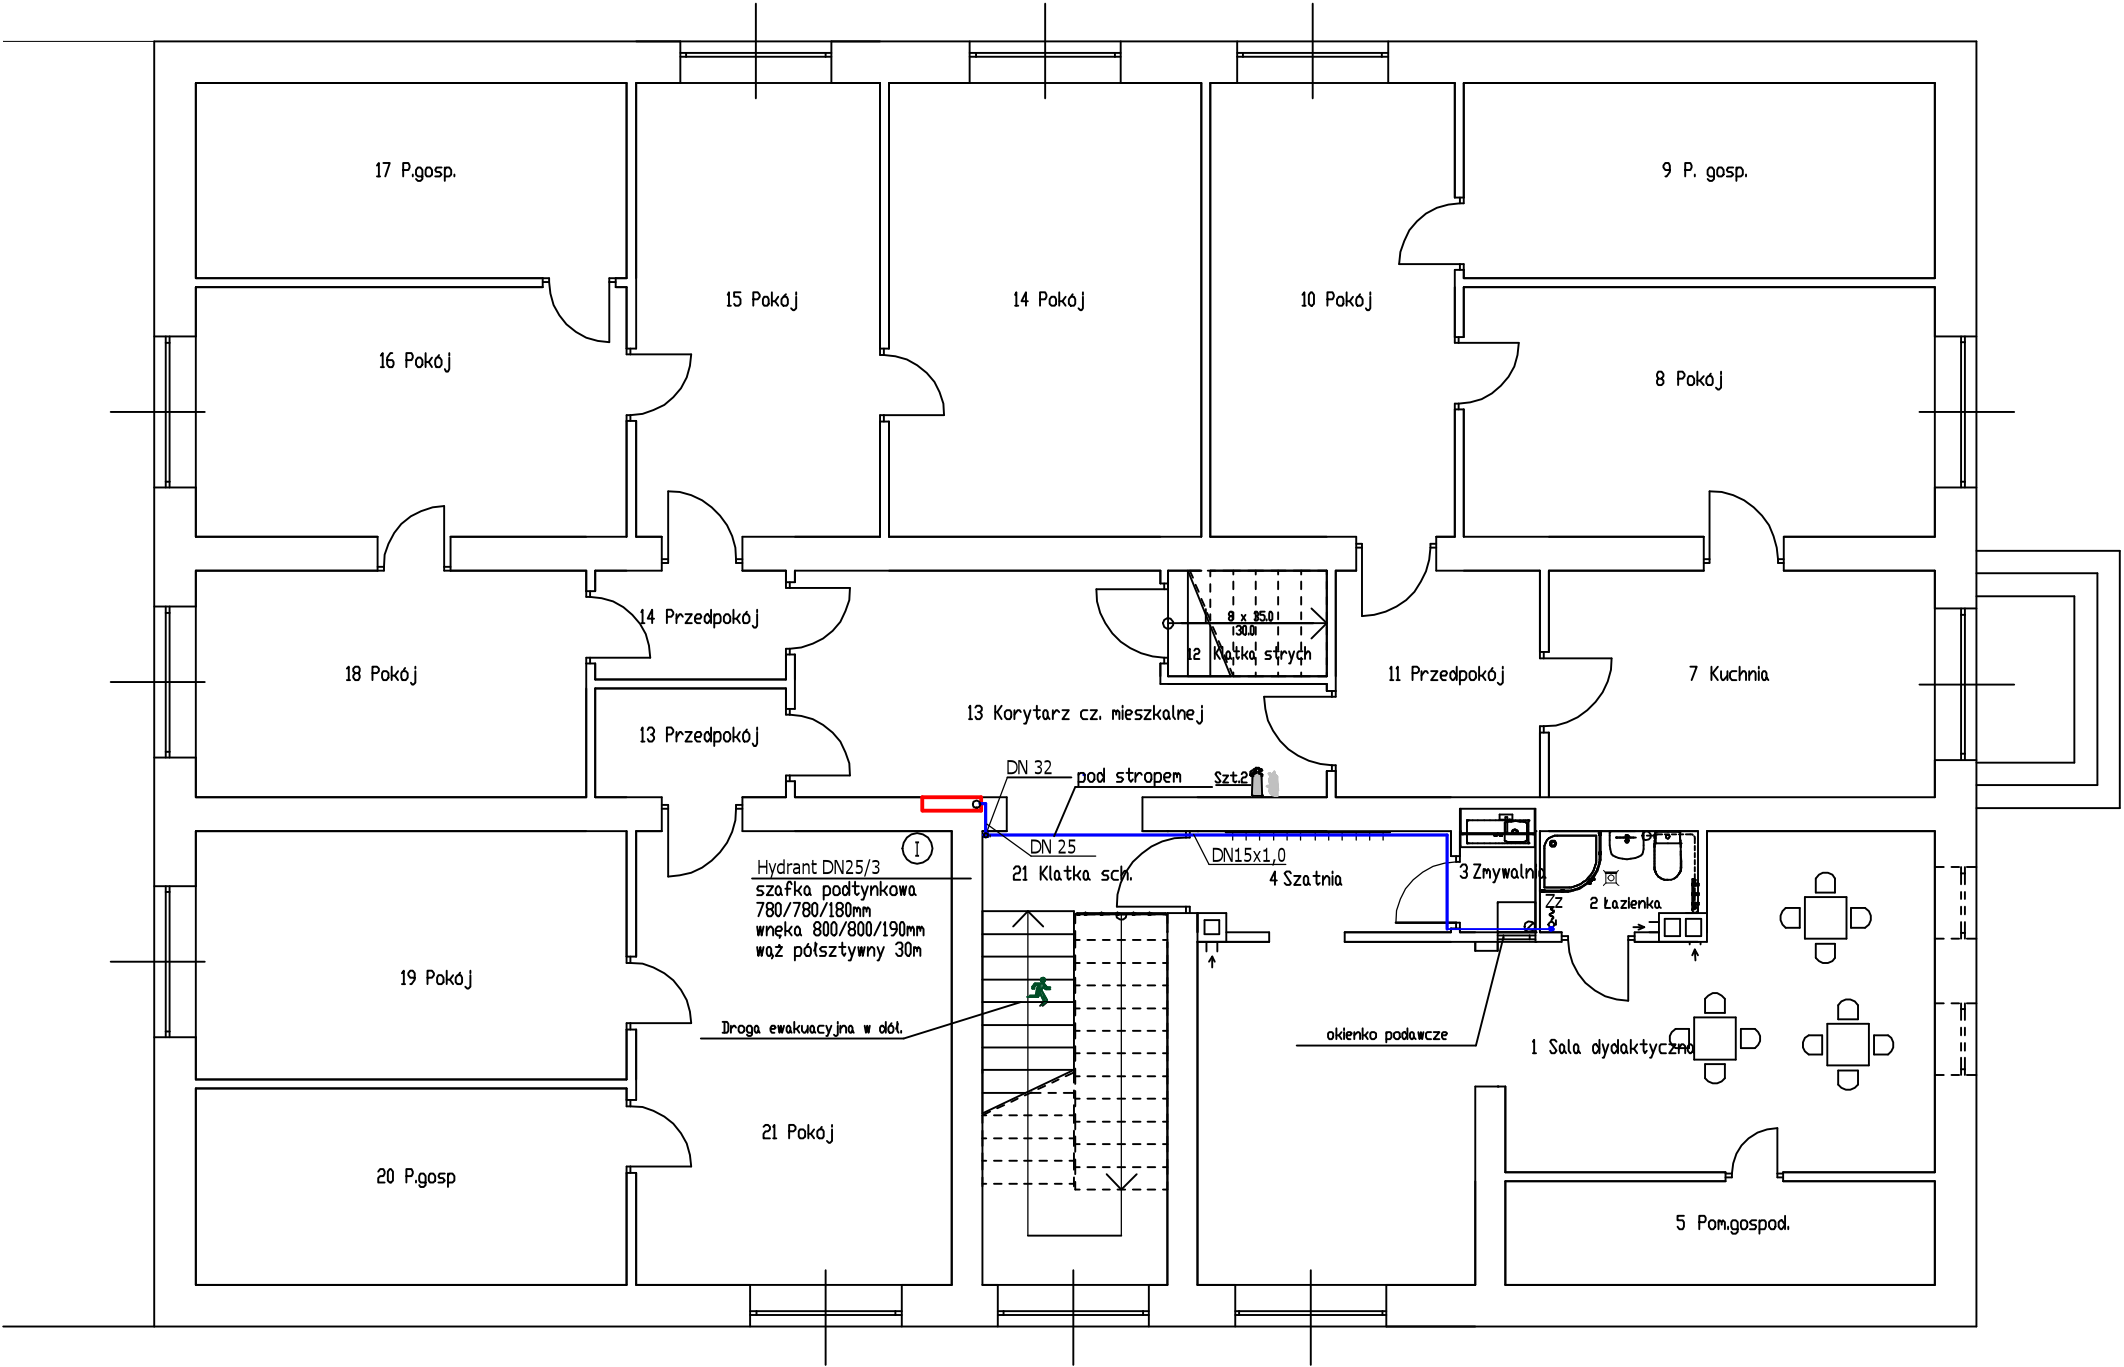 17 P.gosp.
9 P. gosp.
15 Pokój
14 Pokój
10 Pokój
16 Pokój
8 Pokój
14 Przedpokój
8 x 35.0
30.0
12 Klatka strych
18 Pokój
11 Przedpokój
7 Kuchnia
13 Korytarz cz. mieszkalnej
13 Przedpokój
DN 32
pod stropem
Szt.2
I
DN 25
DN15x1,0
Hydrant DN25/3
szafka podtynkowa
780/780/180mm
wnęka 800/800/190mm
wąż półsztywny 30m
21 Klatka sch.
4 Szatnia
3 Zmywalnia
Zz
2 Łazienka
19 Pokój
Droga ewakuacyjna w dół.
okienko podawcze
1 Sala dydaktyczna
21 Pokój
20 P.gosp
5 Pom.gospod.